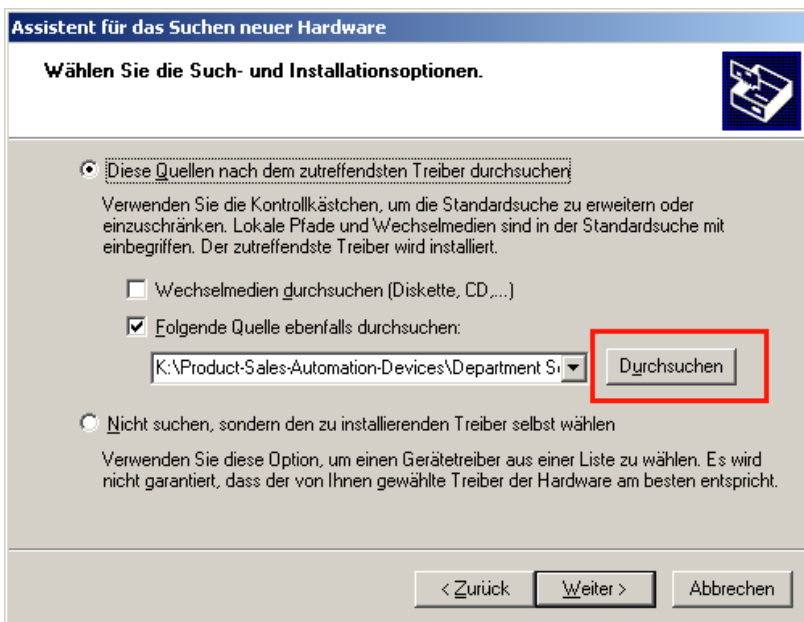 Assistent für das Suchen neuer Hardware
Wählen Sie die Such- und Installationsoptionen.
Diese Quellen nach dem zutreffendsten Treiber durchsuchen
Verwenden Sie die Kontrollkästchen, um die Standardsuche zu erweitern oder
einzuschränken. Lokale Pfade und Wechselmedien sind in der Standardsuche mit
einbegriffen. Der zutreffendste Treiber wird installiert.
Wechselmedien durchsuchen (Diskette, CD,...)
Folgende Quelle ebenfalls durchsuchen:
K:\Product-Sales-Automation-Devices\Department
Durchsuchen
Nicht suchen, sondern den zu installierenden Treiber selbst wählen
Verwenden Sie diese Option, um einen Gerätetreiber aus einer Liste zu wählen. Es wird
nicht garantiert, dass der von Ihnen gewählte Treiber der Hardware am besten entspricht.
< Zurück
Weiter >
Abbrechen